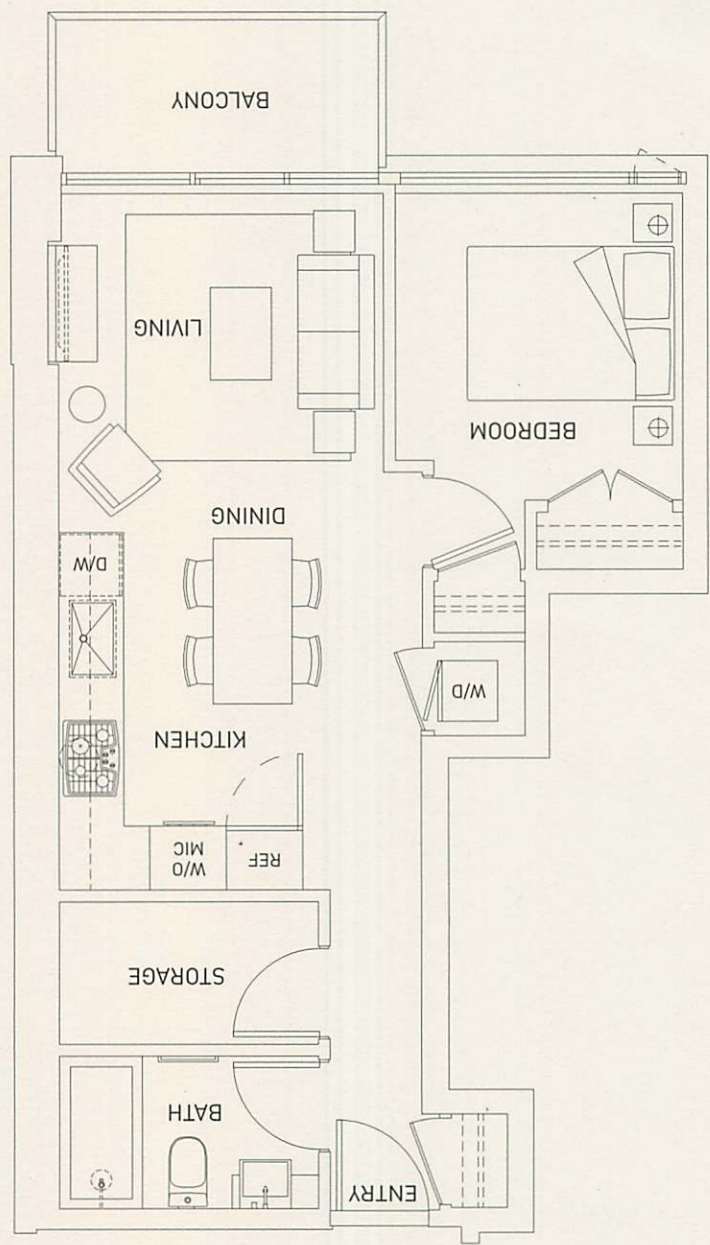 ENTRY
BATH
STORAGE
REF
W/O
MIC
KITCHEN
W/D
D/W
DINING
BEDROOM
LIVING
BALCONY